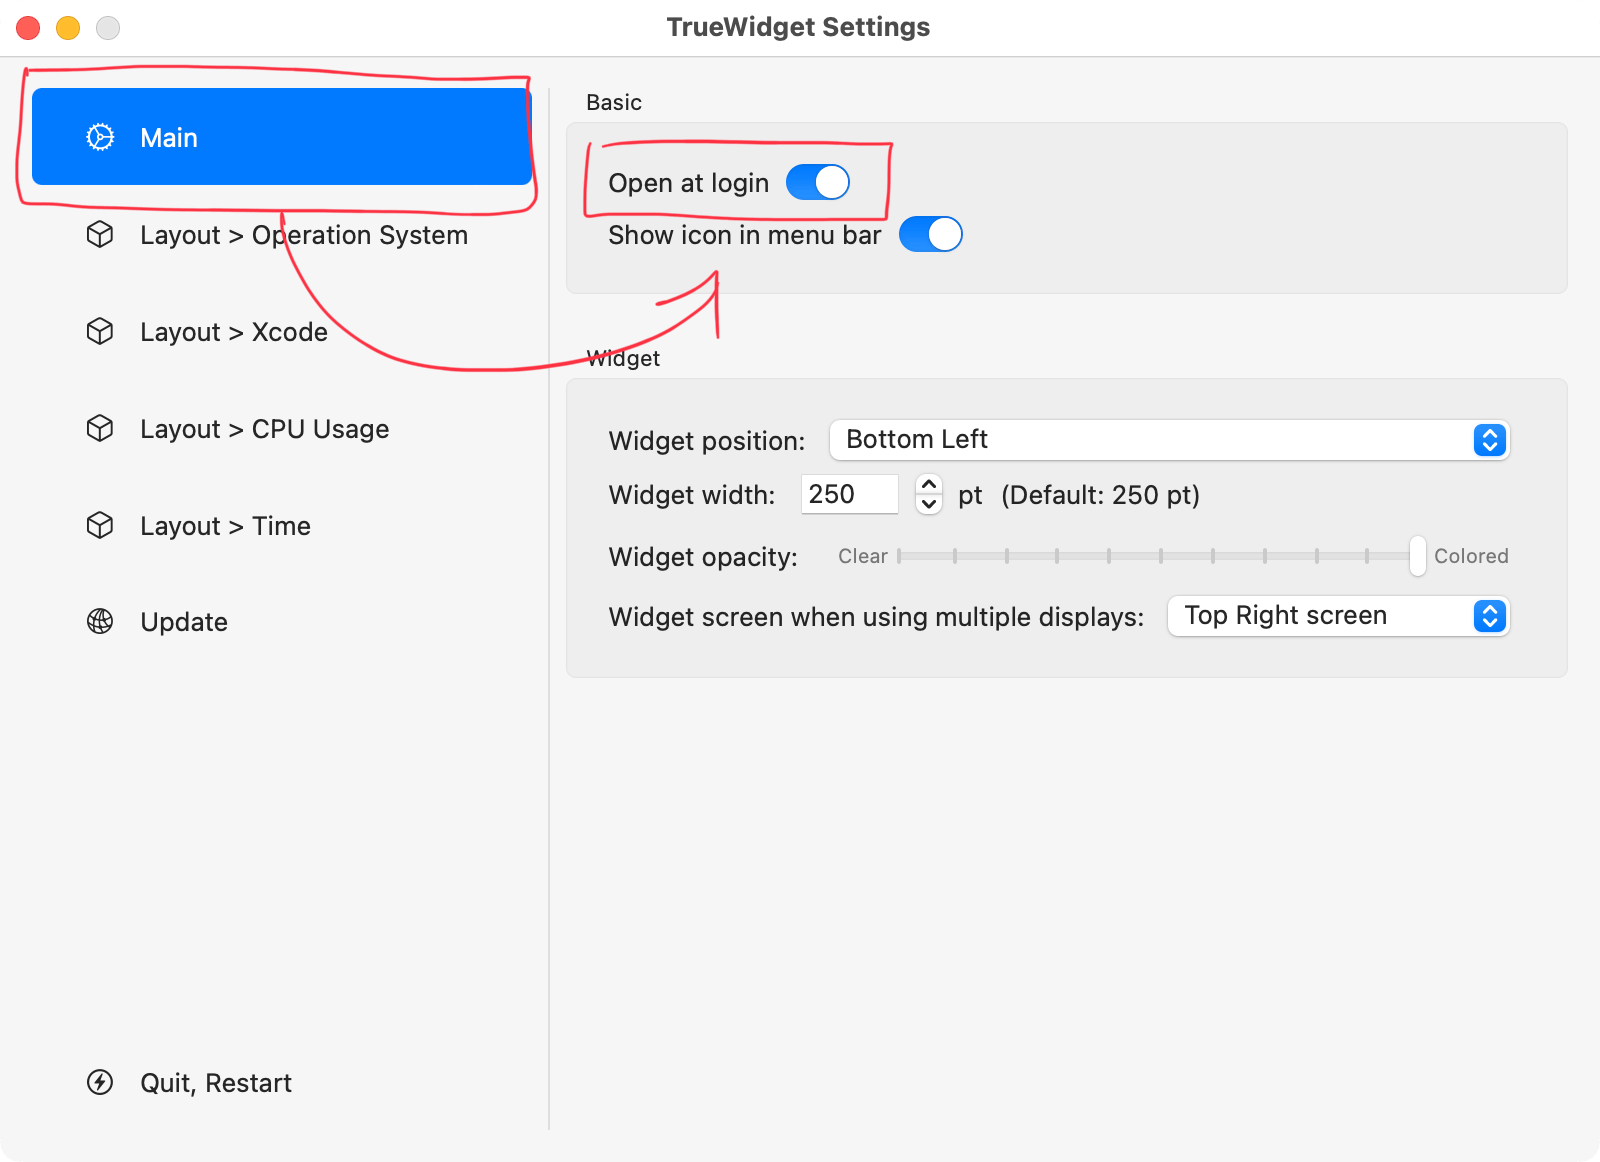 TrueWidget Settings
Main
Layout > Operation System
Layout > Xcode
Layout > CPU Usage
Layout > Time
Update
Quit, Restart
Basic
Open at login
Show icon in menu bar
Widget
Widget position: Bottom Left
Widget width: 250 pt (Default: 250 pt)
Widget opacity: Clear Colored
Widget screen when using multiple displays: Top Right screen